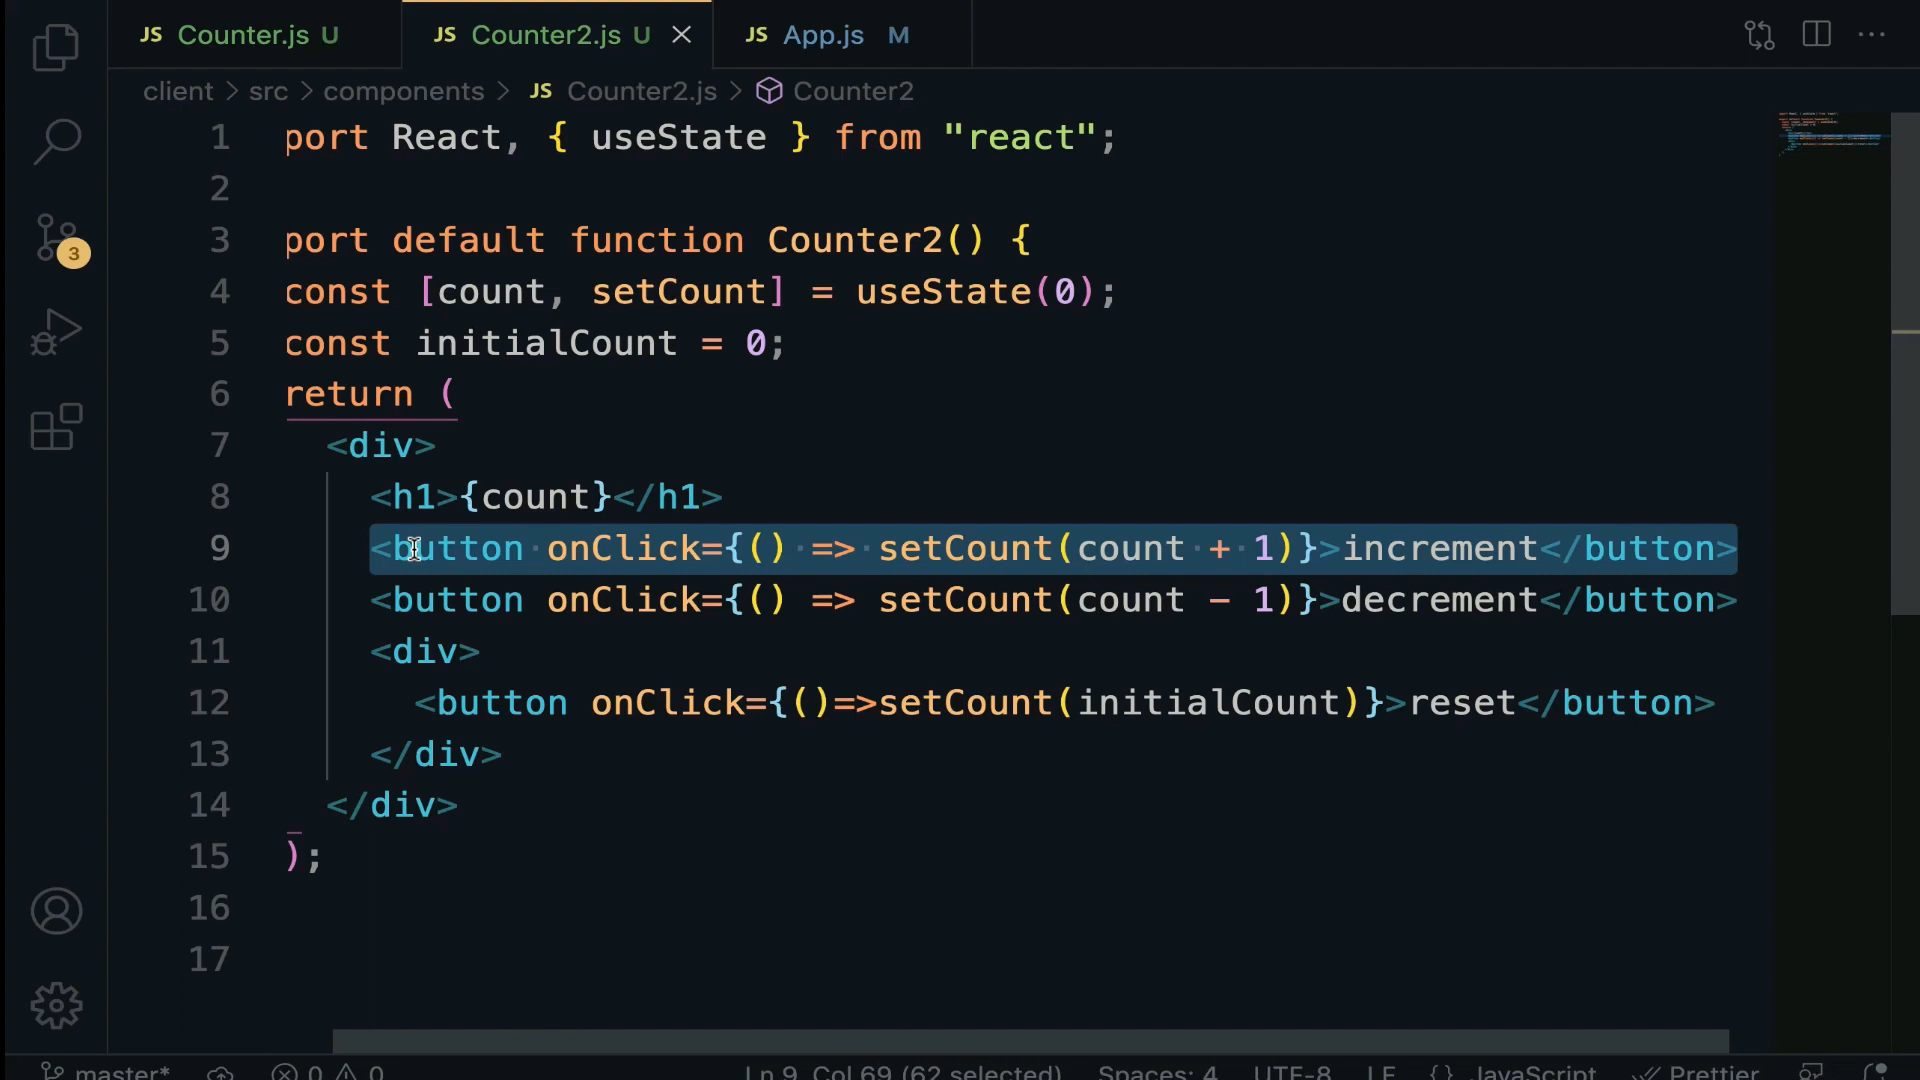 JS Counter.js U
JS Counter2.js U
JS App.js M
client > src > components > JS Counter2.js > Counter2
1 port React, { useState } from "react";
2
3 port default function Counter2() {
4 const [count, setCount] = useState(0);
5 const initialCount = 0;
6 return (
7 <div>
8 <h1>{count}</h1>
9 <button onClick={() => setCount(count + 1)}>increment</button>
10 <button onClick={() => setCount(count - 1)}>decrement</button>
11 <div>
12 <button onClick={()=>setCount(initialCount)}>reset</button>
13 </div>
14 </div>
15 );
16
17
3
master* 0 0 Ln 9, Col 69 (62 selected) Spaces: 4 UTF-8 LF {} JavaScript Prettier